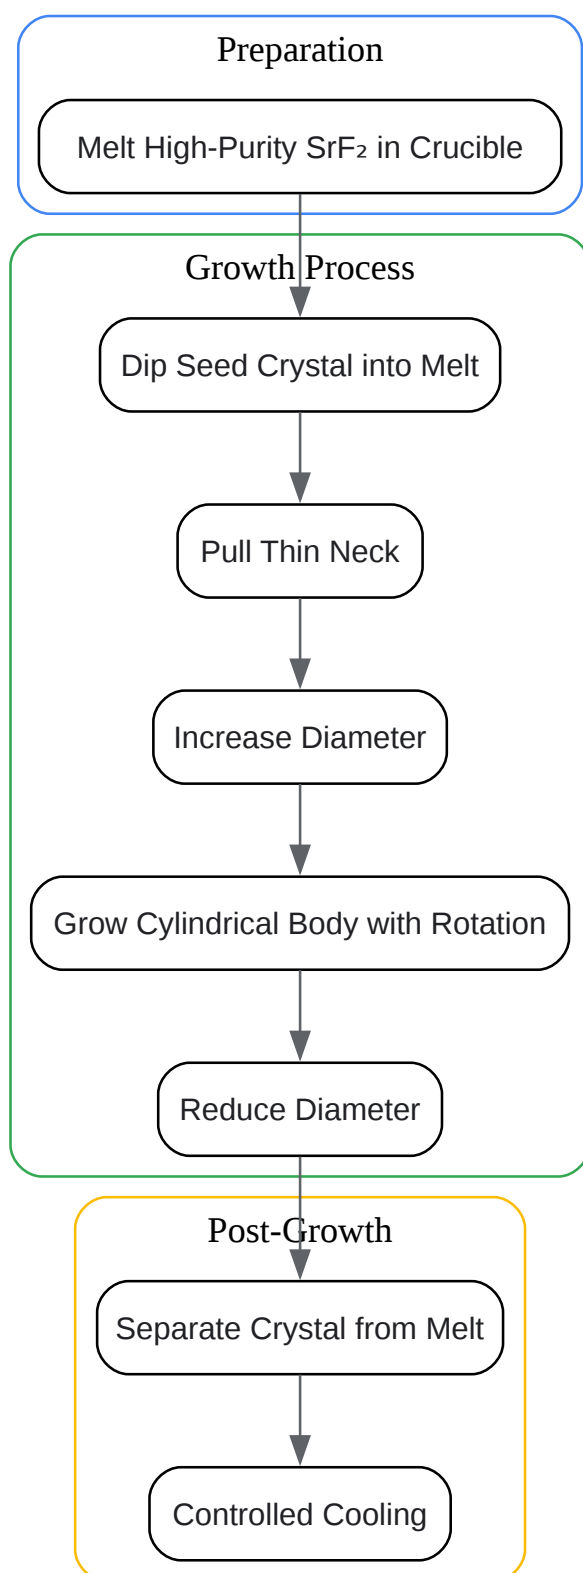 Preparation
Melt High-Purity SrF₂ in Crucible
Growth Process
Dip Seed Crystal into Melt
Pull Thin Neck
Increase Diameter
Grow Cylindrical Body with Rotation
Reduce Diameter
Post-Growth
Separate Crystal from Melt
Controlled Cooling